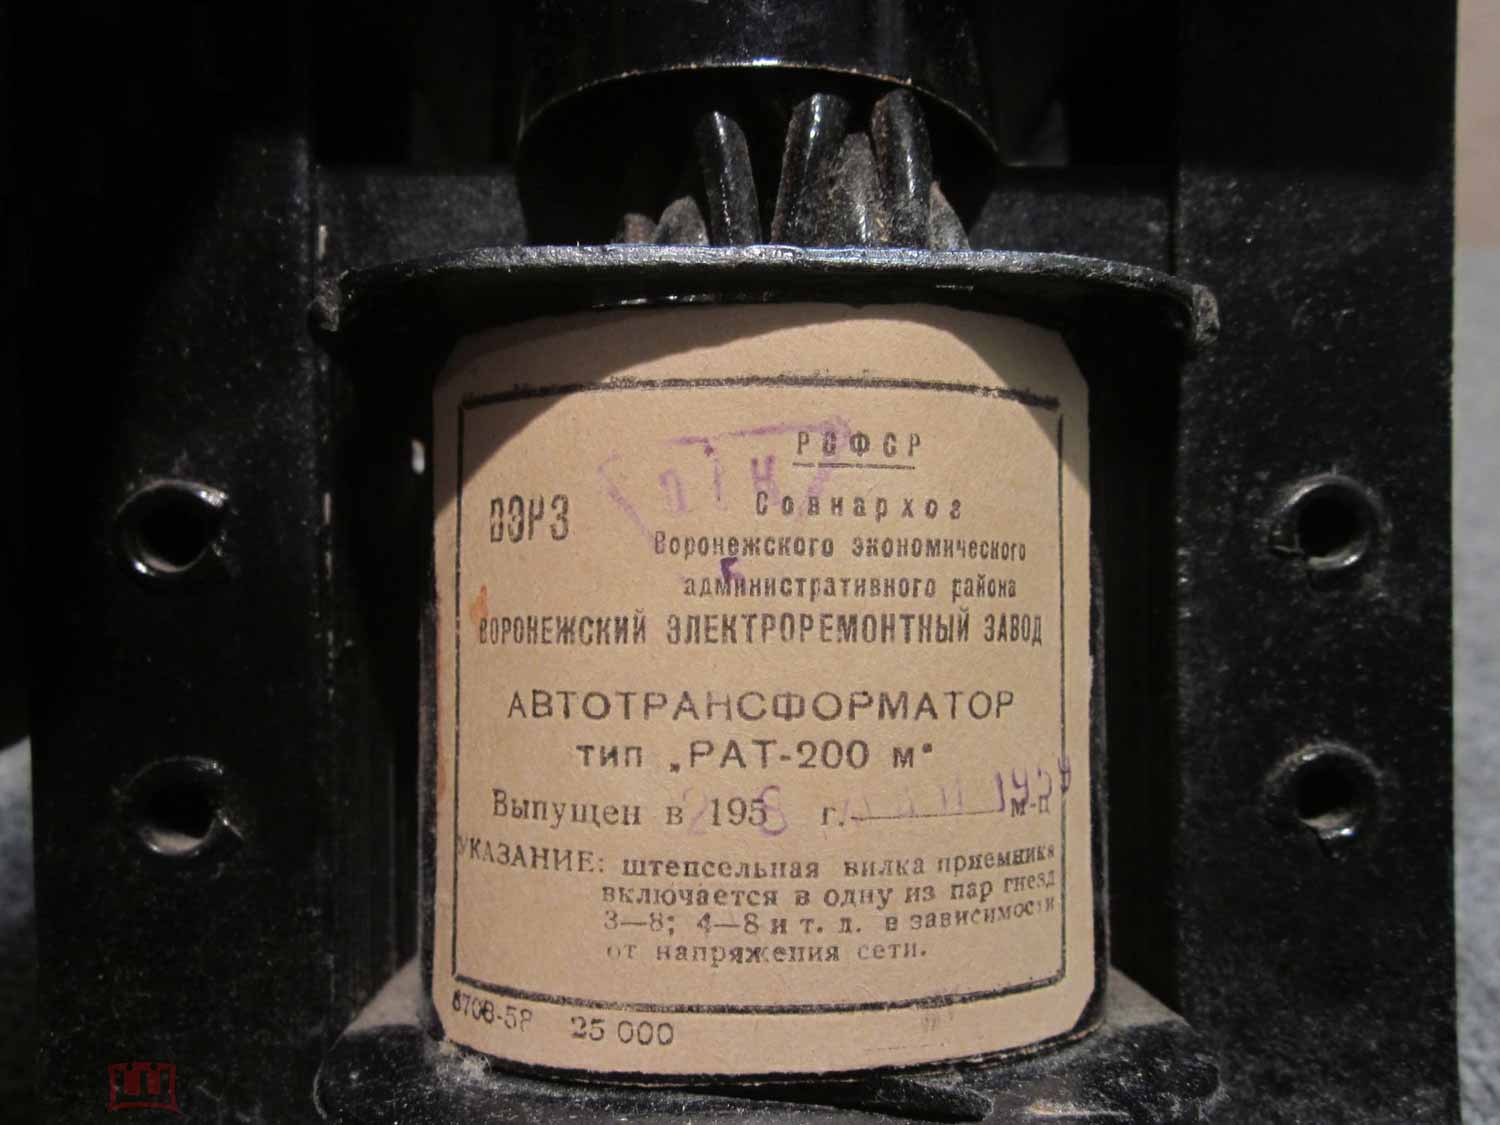 РСФСР
Совнархоз
ВЭРЗ
ОТК
Воронежского экономического
административного района
ВОРОНЕЖСКИЙ ЭЛЕКТРОРЕМОНТНЫЙ ЗАВОД
АВТОТРАНСФОРМАТОР
тип „РАТ-200 м“
Выпущен в 195 г. м-ц
УКАЗАНИЕ: штепсельная вилка приемника
включается в одну из пар гнезд
3—8; 4—8 и т. д. в зависимости
от напряжения сети.
25 000